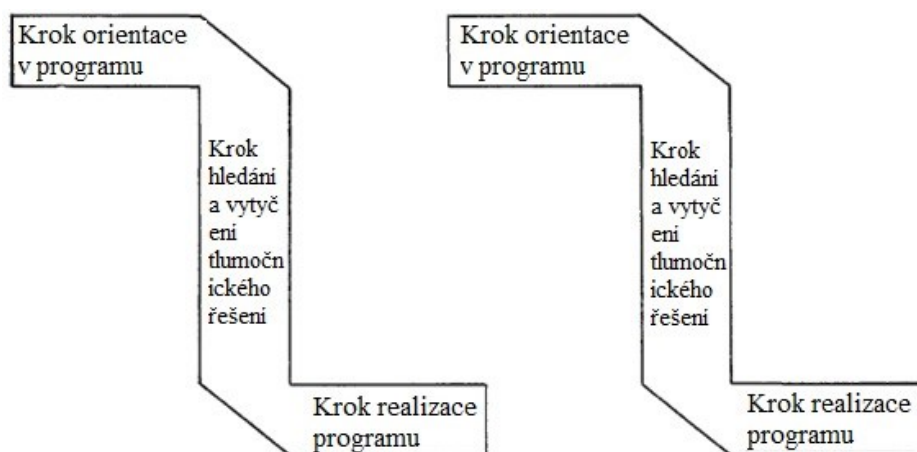 Krok orientace
v programu
Krok
hledáni
a vytyč
eni
tlumočn
ického
řešeni
Krok realizace
programu
Krok orientace
v programu
Krok
hledáni
a vytyč
eni
tlumočn
ického
řešeni
Krok realizace
programu